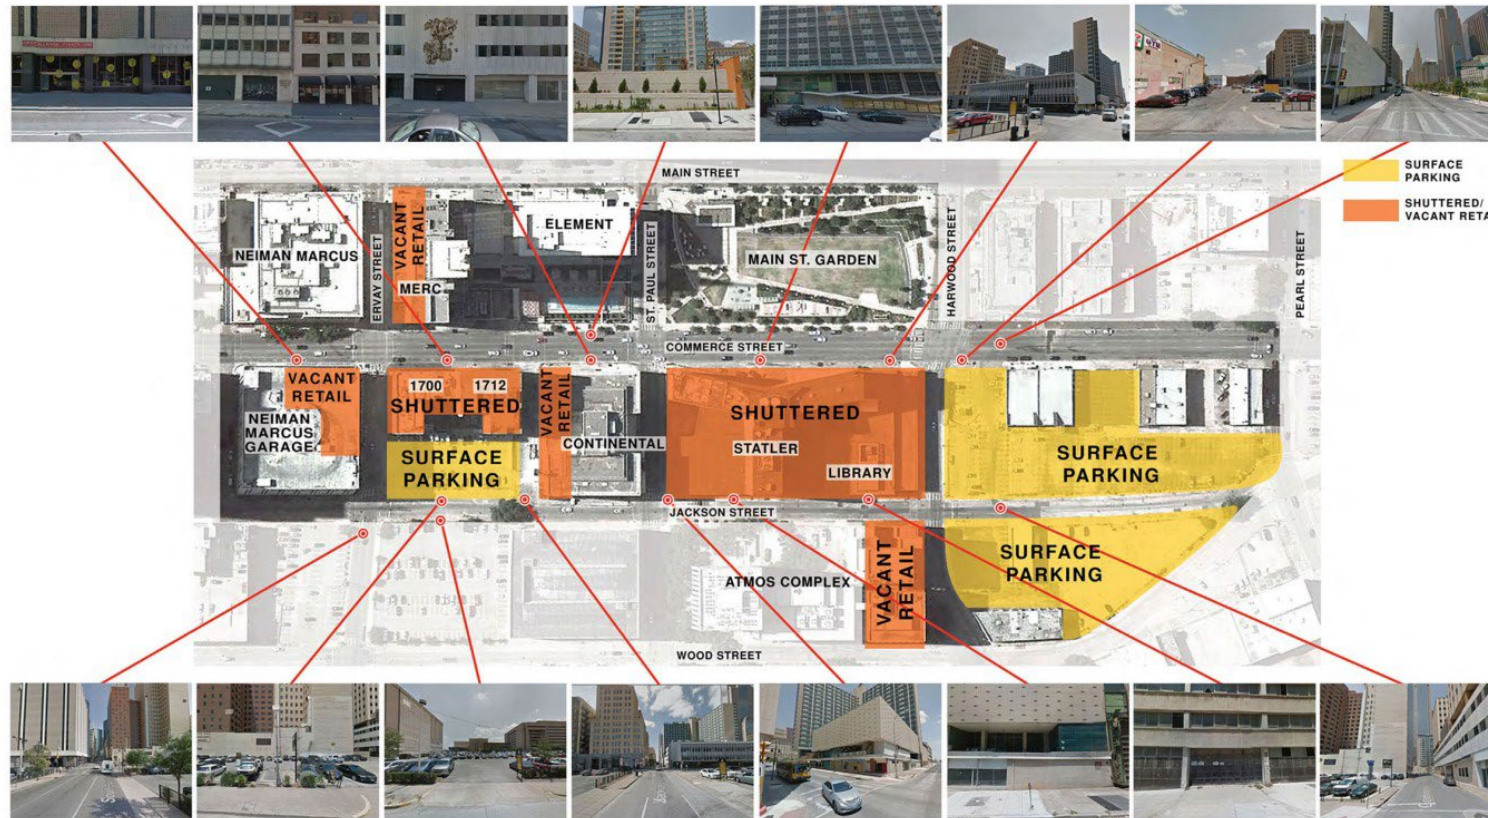 MAIN STREET
SURFACE
PARKING
SHUTTERED/
VACANT RETA
NEIMAN MARCUS
ERVAY STREET
VACANT
RETAIL
MERC
ELEMENT
ST. PAUL STREET
MAIN ST. GARDEN
HARWOOD STREET
PEARL STREET
COMMERCE STREET
VACANT
RETAIL
NEIMAN
MARCUS
GARAGE
1700
1712
SHUTTERED
SURFACE
PARKING
VACANT
RETAIL
CONTINENTAL
SHUTTERED
STATLER
LIBRARY
SURFACE
PARKING
JACKSON STREET
ATMOS COMPLEX
VACANT
RETAIL
SURFACE
PARKING
WOOD STREET